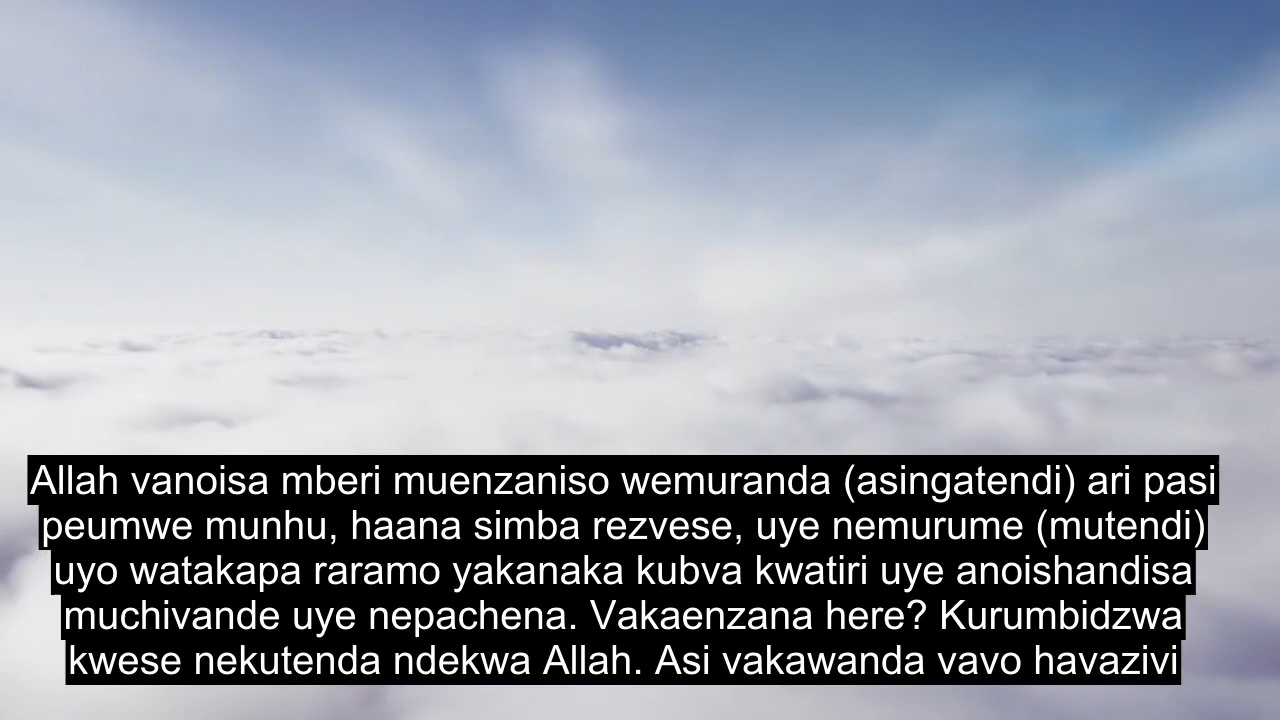 Allah vanoisa mberi muenzaniso wemuranda (asingatendi) ari pasi
peumwe munhu, haana simba rezvese, uye nemurume (mutendi)
uyo watakapa raramo yakanaka kubva kwatiri uye anoishandisa
muchivande uye nepachena. Vakaenzana here? Kurumbidzwa
kwese nekutenda ndekwa Allah. Asi vakawanda vavo havazivi